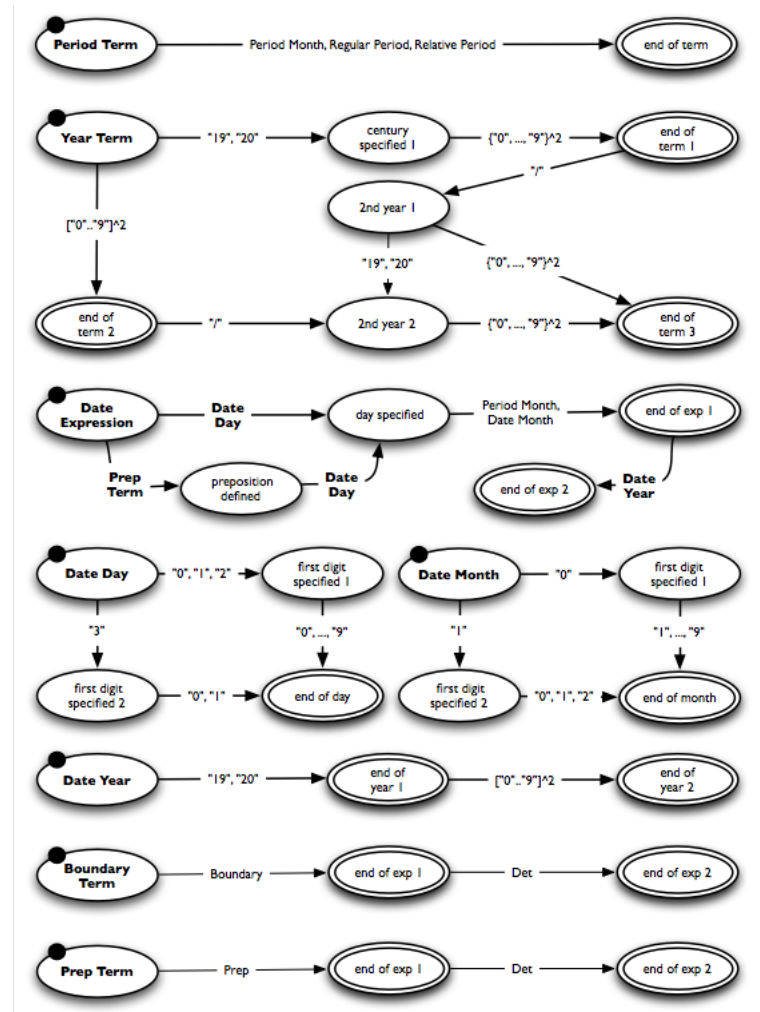 Period Term
Period Month, Regular Period, Relative Period
end of term
Year Term
"19", "20"
century
specified 1
{"0", ..., "9"}^2
end of
term 1
"/"
2nd year 1
["0".."9"]^2
"19", "20"
{"0", ..., "9"}^2
end of
term 2
"/"
2nd year 2
{"0", ..., "9"}^2
end of
term 3
Date
Expression
Date
Day
day specified
Period Month,
Date Month
end of exp 1
Prep
Term
preposition
defined
Date
Day
end of exp 2
Date
Year
Date Day
"0", "1", "2"
first digit
specified 1
Date Month
"0"
first digit
specified 1
"3"
"0", ..., "9"
"1"
"1", ..., "9"
first digit
specified 2
"0", "1"
end of day
first digit
specified 2
"0", "1", "2"
end of month
Date Year
"19", "20"
end of
year 1
["0".."9"]^2
end of
year 2
Boundary
Term
Boundary
end of exp 1
Det
end of exp 2
Prep Term
Prep
end of exp 1
Det
end of exp 2